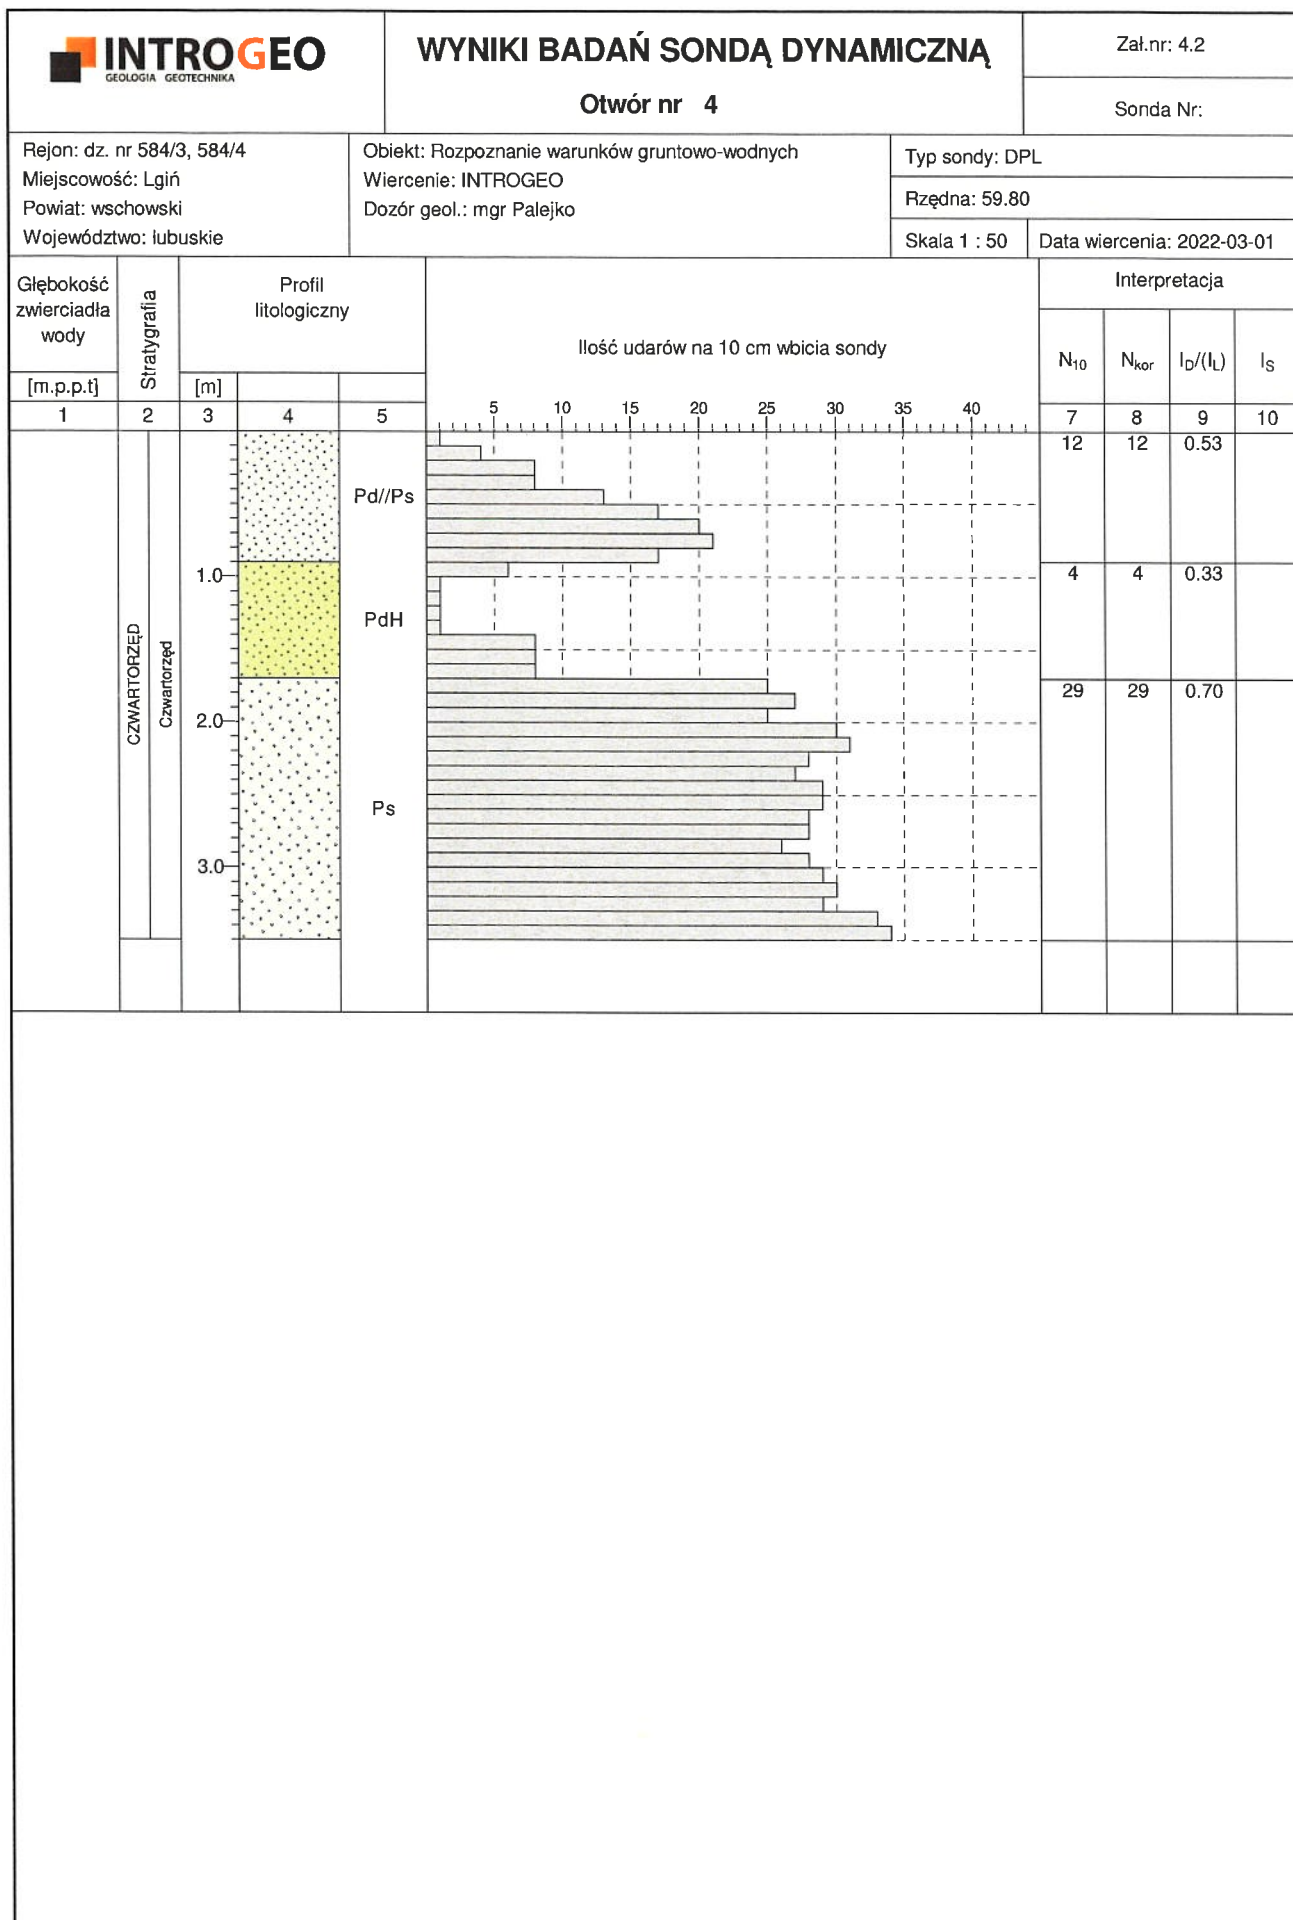 INTROGEO
GEOLOGIA GEOTECHNIKA
WYNIKI BADAŃ SONDĄ DYNAMICZNĄ
Otwór nr 4
Zał.nr: 4.2
Sonda Nr:
Rejon: dz. nr 584/3, 584/4
Miejscowość: Lgiń
Powiat: wschowski
Województwo: lubuskie
Obiekt: Rozpoznanie warunków gruntowo-wodnych
Wiercenie: INTROGEO
Dozór geol.: mgr Palejko
Typ sondy: DPL
Rzędna: 59.80
Skala 1 : 50
Data wiercenia: 2022-03-01
Głębokość
zwierciadła
wody
[m.p.p.t]
Stratygrafia
Profil
litologiczny
[m]
Ilość udarów na 10 cm wbicia sondy
Interpretacja
N10
Nkor
ID/(IL)
IS
1 2 3 4 5
5 10 15 20 25 30 35 40
7 8 9 10
12 12 0.53
Pd//Ps
1.0
4 4 0.33
PdH
CZWARTORZĘD
Czwartorzęd
29 29 0.70
2.0
Ps
3.0